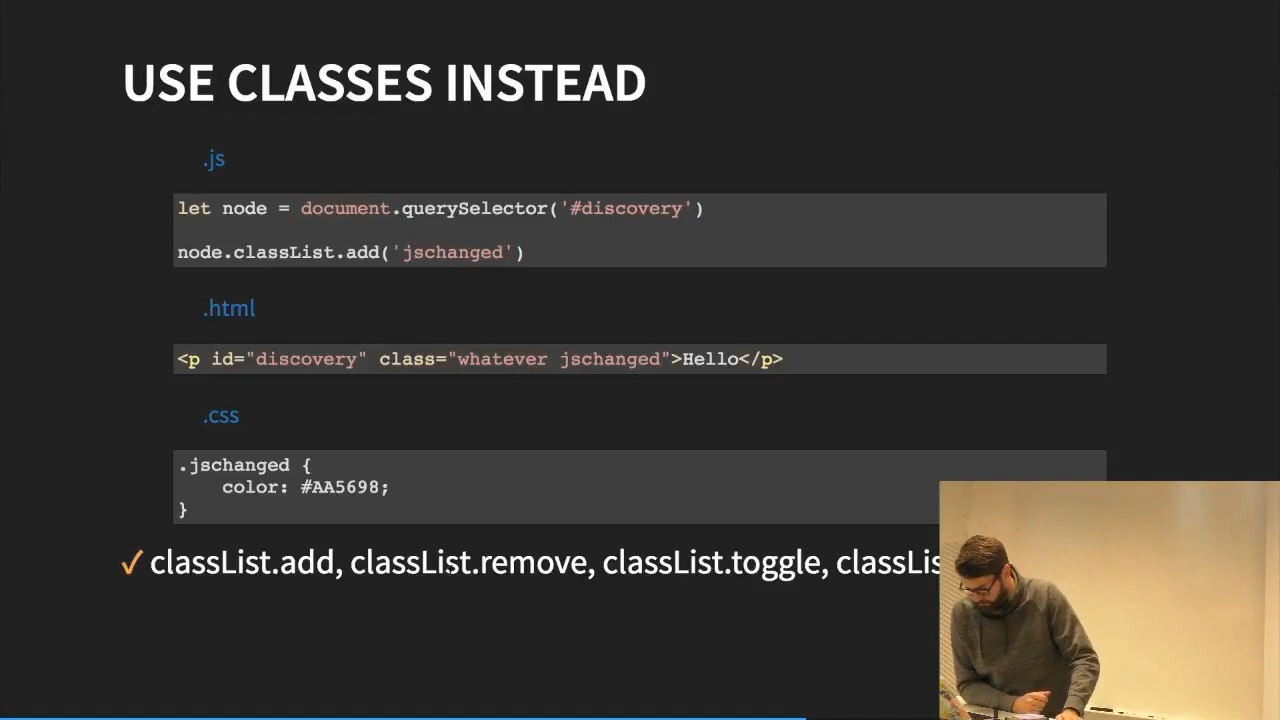 USE CLASSES INSTEAD
.js
let node = document.querySelector('#discovery')
node.classList.add('jschanged')
.html
<p id="discovery" class="whatever jschanged">Hello</p>
.css
.jschanged {
    color: #AA5698;
}
✓ classList.add, classList.remove, classList.toggle,